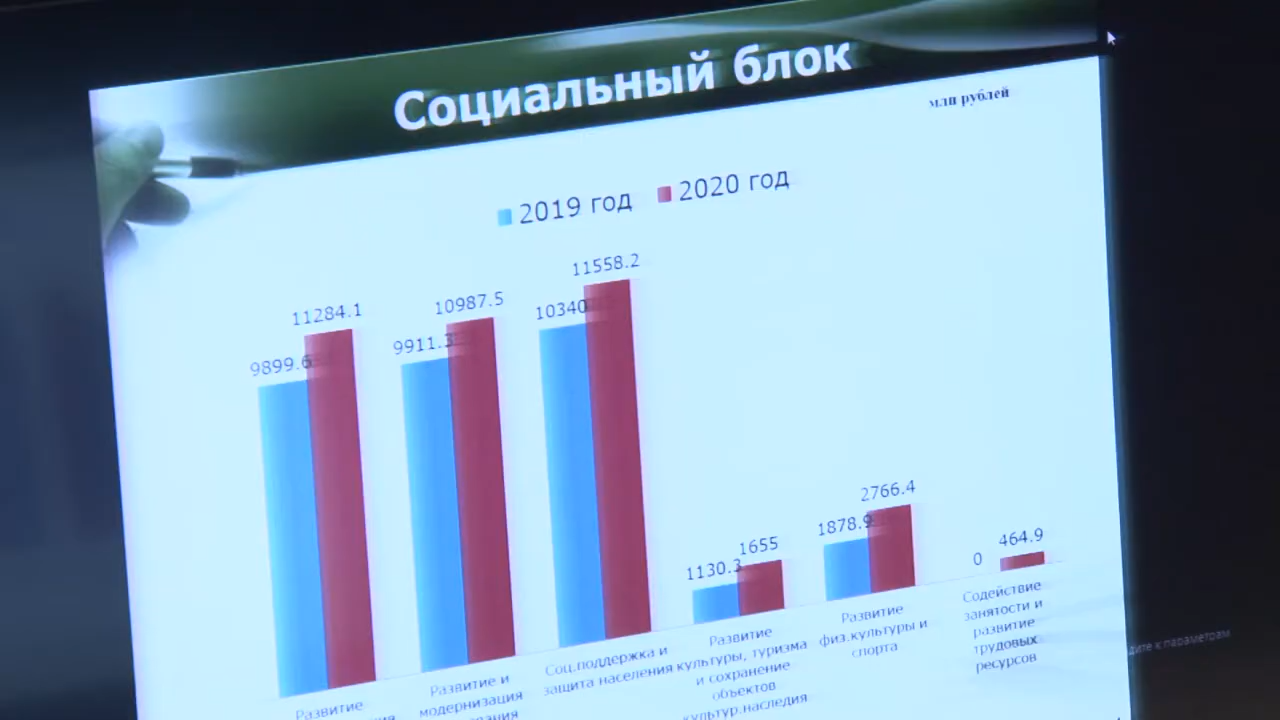 Социальный блок
млп рублей
2019 год 2020 год
11558.2
11284.1
10987.5
10340
9911.3
9899.6
2766.4
1878.9
1655
1130.3
464.9
0
Развитие
Развитие и
модернизация
Соц.поддержка и
защита населения
Развитие
культуры, туризма
и сохранение
объектов
культур.наследия
Развитие
физ.культуры и
спорта
Содействие
занятости и
развитие
трудовых
ресурсов
к параметрам